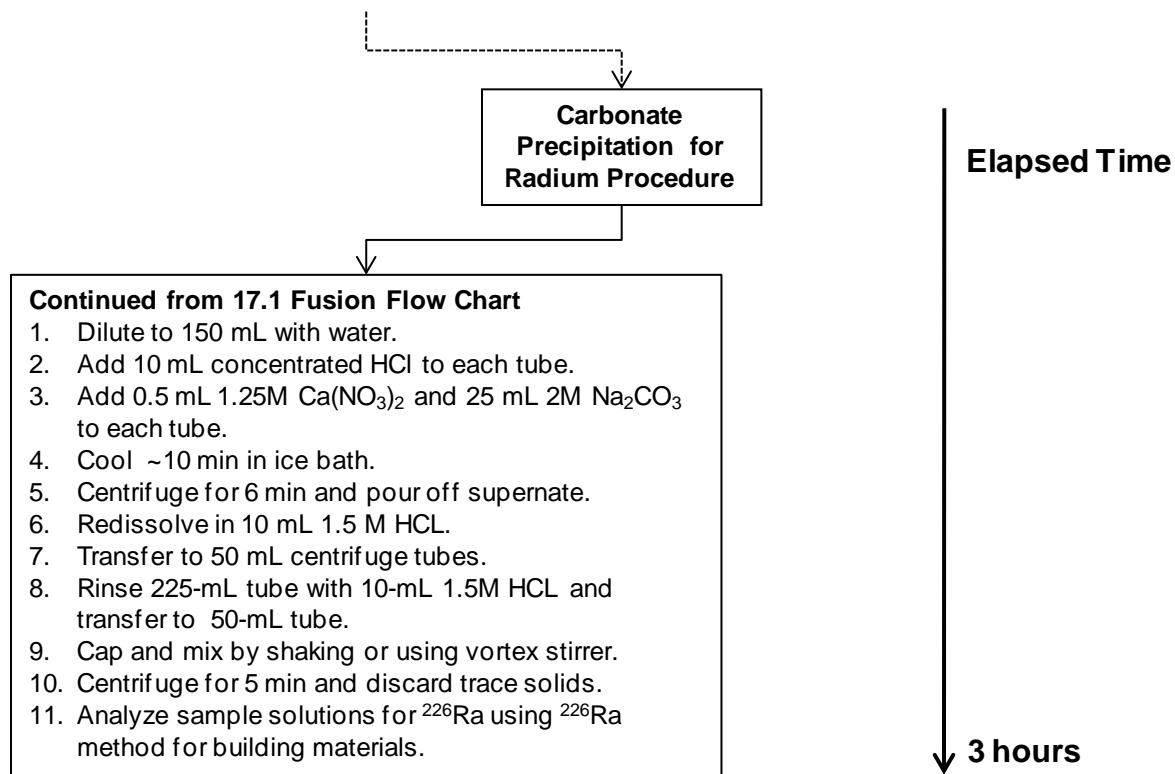 Carbonate
Precipitation for
Radium Procedure
Elapsed Time
Continued from 17.1 Fusion Flow Chart
1. Dilute to 150 mL with water.
2. Add 10 mL concentrated HCl to each tube.
3. Add 0.5 mL 1.25M Ca(NO₃)₂ and 25 mL 2M Na₂CO₃
to each tube.
4. Cool ~10 min in ice bath.
5. Centrifuge for 6 min and pour off supernate.
6. Redissolve in 10 mL 1.5 M HCL.
7. Transfer to 50 mL centrifuge tubes.
8. Rinse 225-mL tube with 10-mL 1.5M HCL and
transfer to 50-mL tube.
9. Cap and mix by shaking or using vortex stirrer.
10. Centrifuge for 5 min and discard trace solids.
11. Analyze sample solutions for ²²⁶Ra using ²²⁶Ra
method for building materials.
3 hours